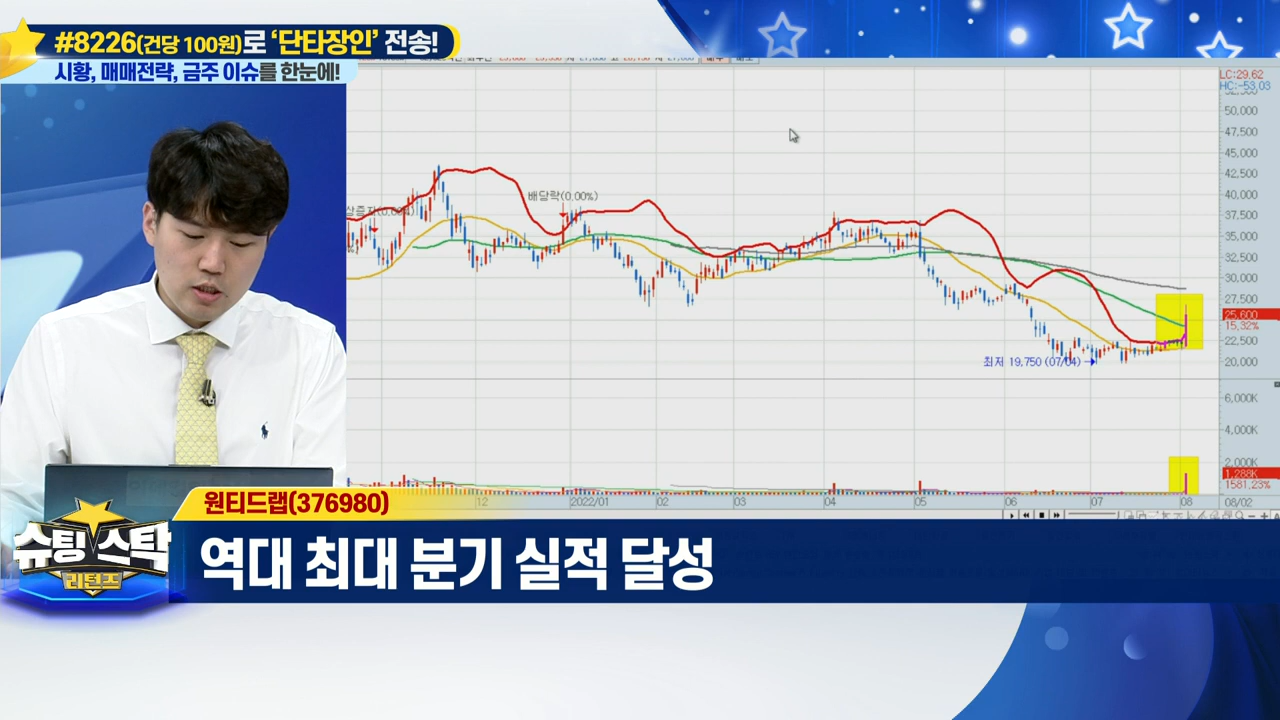 #8226(건당 100원)로 '단타장인' 전송!
시황, 매매전략, 금주 이슈를 한눈에!
LC:29.62
HC:-53.03
50,000
47,500
45,000
42,500
40,000
37,500
35,000
32,500
30,000
27,500
25,600
15.32%
22,500
20,000
배당락(0.00%)
최저 19,750 (07/04)
6,000K
4,000K
2,000K
1,288K
1581.23%
12
2022/01
02
03
04
05
06
07
08
08/02
원티드랩(376980)
역대 최대 분기 실적 달성
슈팅 스탁
리턴즈